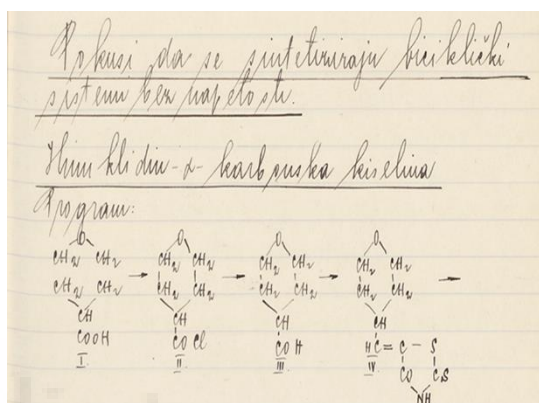 Pokusi da se sintetiziraju biciklički
sistemi bez napetosti.
Hinuklidin-α-karbonska kiselina
Program:
O O O O
CH₂ CH₂ CH₂ CH₂ CH₂ CH₂ CH₂ CH₂
CH₂ CH₂ → CH₂ CH₂ → CH₂ CH₂ → CH₂ CH₂ →
CH CH CH CH
COOH COCl COH HC = C – S
I II III IV CO CS
NH